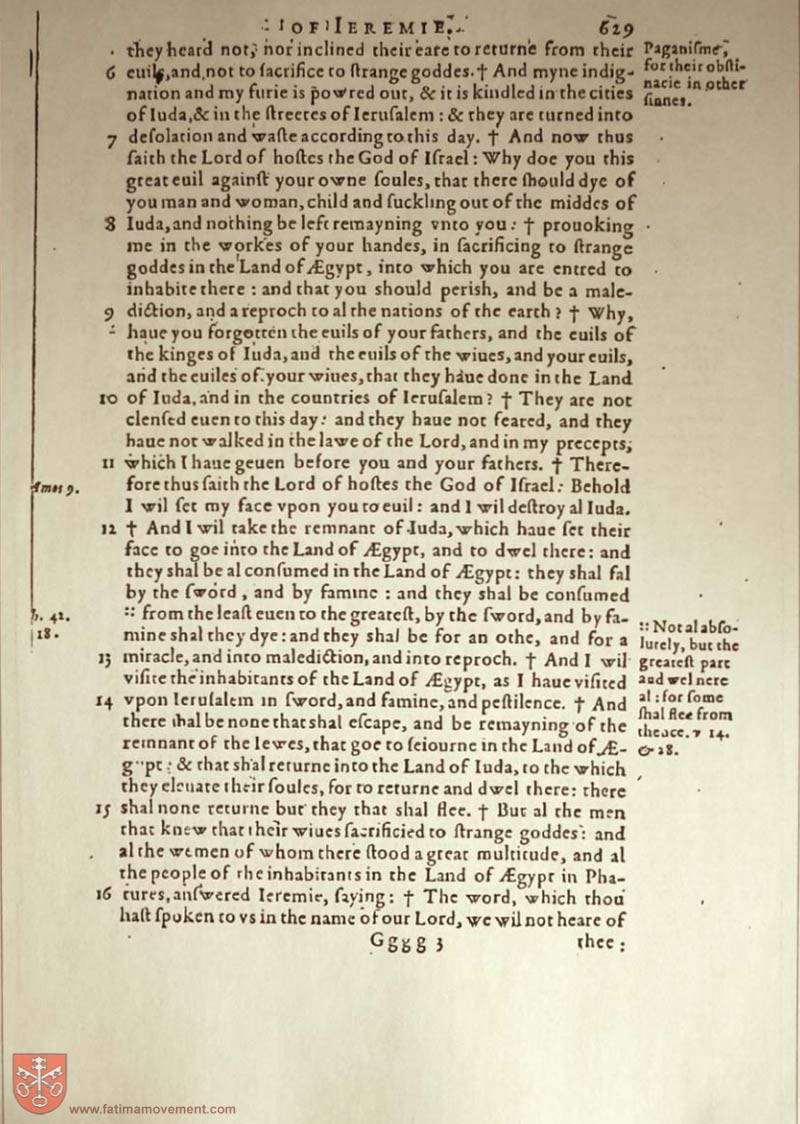 OF IEREMIE. 629
they heard not, nor inclined their eare to returne from their
6 euils, and not to ſacrifice to ſtrange goddes. † And myne indig-
nation and my furie is powred out, & it is kindled in the cities
of Iuda, & in the ſtreetes of Ieruſalem : & they are turned into
7 deſolation and waſte according to this day. † And now thus
ſaith the Lord of hoſtes the God of Iſrael : Why doe you this
great euil againſt your owne ſoules, that there ſhould dye of
you man and woman, child and ſuckling out of the middes of
8 Iuda, and nothing be left remayning vnto you : † prouoking
me in the workes of your handes, in ſacrificing to ſtrange
goddes in the Land of Ægypt, into which you are entred to
inhabite there : and that you should periſh, and be a male-
9 diction, and a reproch to al the nations of the earth ? † Why,
haue you forgotten the euils of your fathers, and the euils of
the kinges of Iuda, and the euils of the wiues, and your euils,
and the euiles of your wiues, that they haue done in the Land
10 of Iuda, and in the countries of Ieruſalem ? † They are not
clenſed euen to this day : and they haue not feared, and they
haue not walked in the lawe of the Lord, and in my precepts,
11 which I haue geuen before you and your fathers. † There-
fore thus ſaith the Lord of hoſtes the God of Iſrael : Behold
I wil ſet my face vpon you to euil : and I wil deſtroy al Iuda.
12 † And I wil take the remnant of Iuda, which haue ſet their
face to goe into the Land of Ægypt, and to dwel there : and
they shal be al conſumed in the Land of Ægypt : they shal fal
by the ſword, and by famine : and they shal be conſumed
:: from the leaſt euen to the greateſt, by the ſword, and by fa-
mine shal they dye : and they shal be for an othe, and for a
13 miracle, and into malediction, and into reproch. † And I wil
viſite the inhabitants of the Land of Ægypt, as I haue viſited
14 vpon Ieruſalem in ſword, and famine, and peſtilence. † And
there shal be none that shal eſcape, and be remayning of the
remnant of the Iewes, that goe to ſeiourne in the Land of Æ-
gypt : & that shal returne into the Land of Iuda, to the which
they eleuate their ſoules, for to returne and dwel there : there
15 shal none returne but they that shal flee. † But al the men
that knew that their wiues ſacrificied to ſtrange goddes : and
al the wemen of whom there ſtood a great multitude, and al
the people of the inhabitants in the Land of Ægypt in Pha-
16 tures, anſwered Ieremie, ſaying : † The word, which thou
haſt ſpoken to vs in the name of our Lord, we wil not heare of
Ggggg 3 thee :
Paganiſme,
for their obſti-
nacie in other
ſinnes.
Amos 9.
42.
18.
:: Not al abſo-
lutely, but the
greateſt part
and wel nere
al : for ſome
ſhal flee from
thence. v 14.
& 28.
www.fatimamovement.com